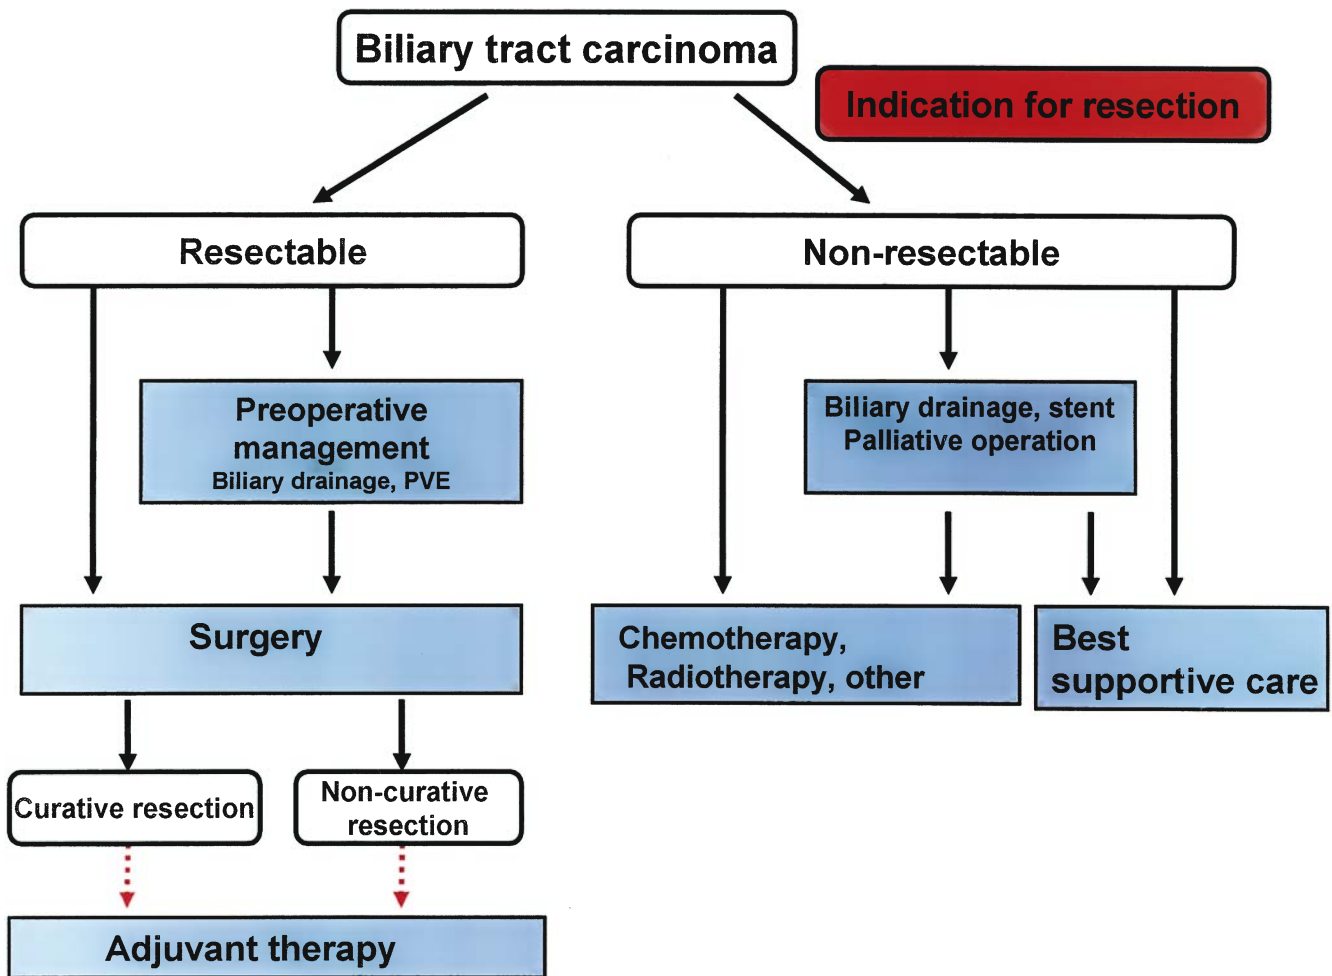 Biliary tract carcinoma
Indication for resection
Resectable
Non-resectable
Preoperative
management
Biliary drainage, PVE
Biliary drainage, stent
Palliative operation
Surgery
Chemotherapy,
Radiotherapy, other
Best
supportive care
Curative resection
Non-curative
resection
Adjuvant therapy